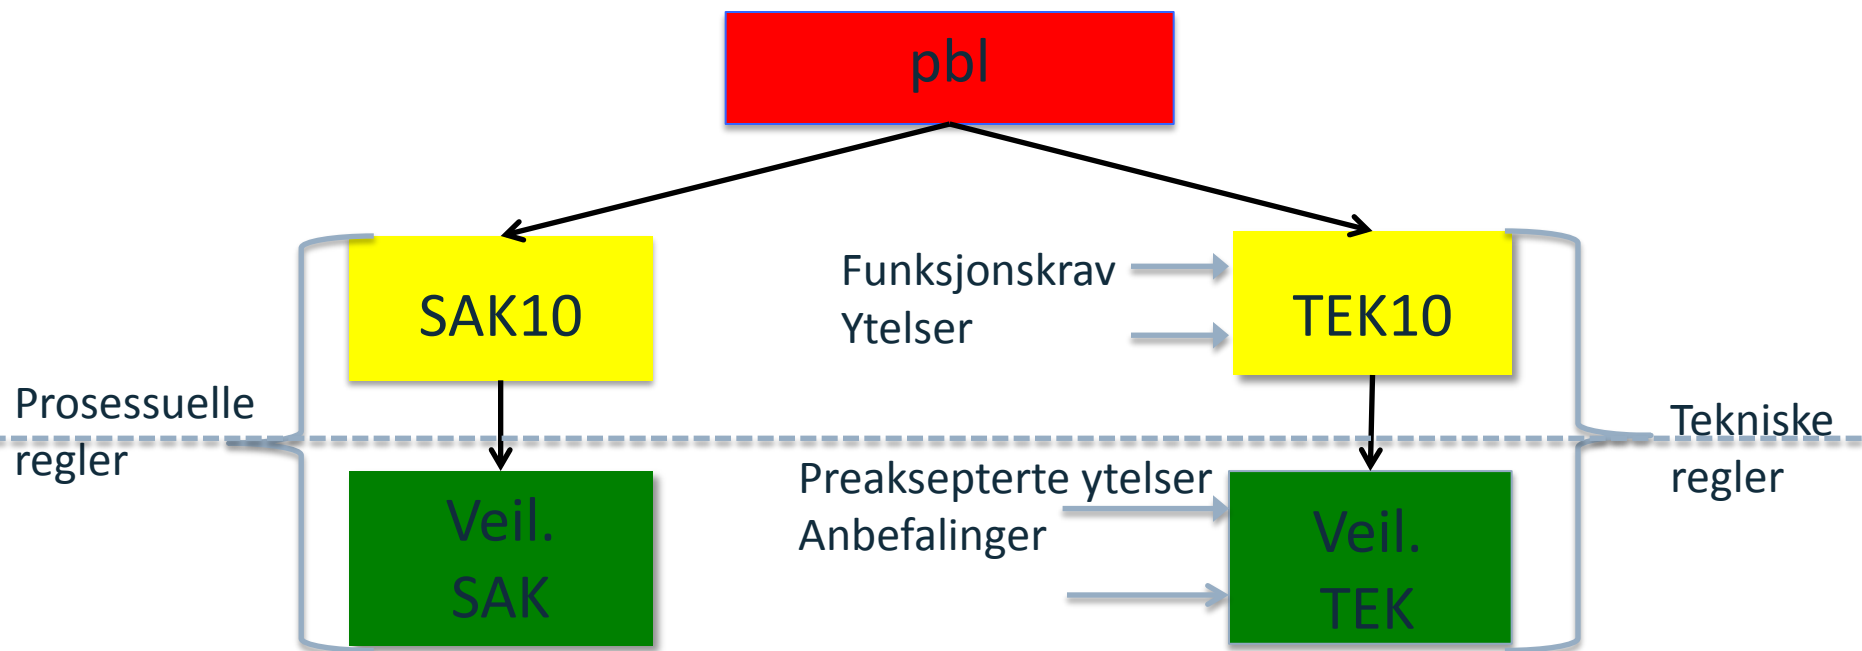 pbl
SAK10
Funksjonskrav
Ytelser
TEK10
Prosessuelle
regler
Tekniske
regler
Veil.
SAK
Preaksepterte ytelser
Anbefalinger
Veil.
TEK